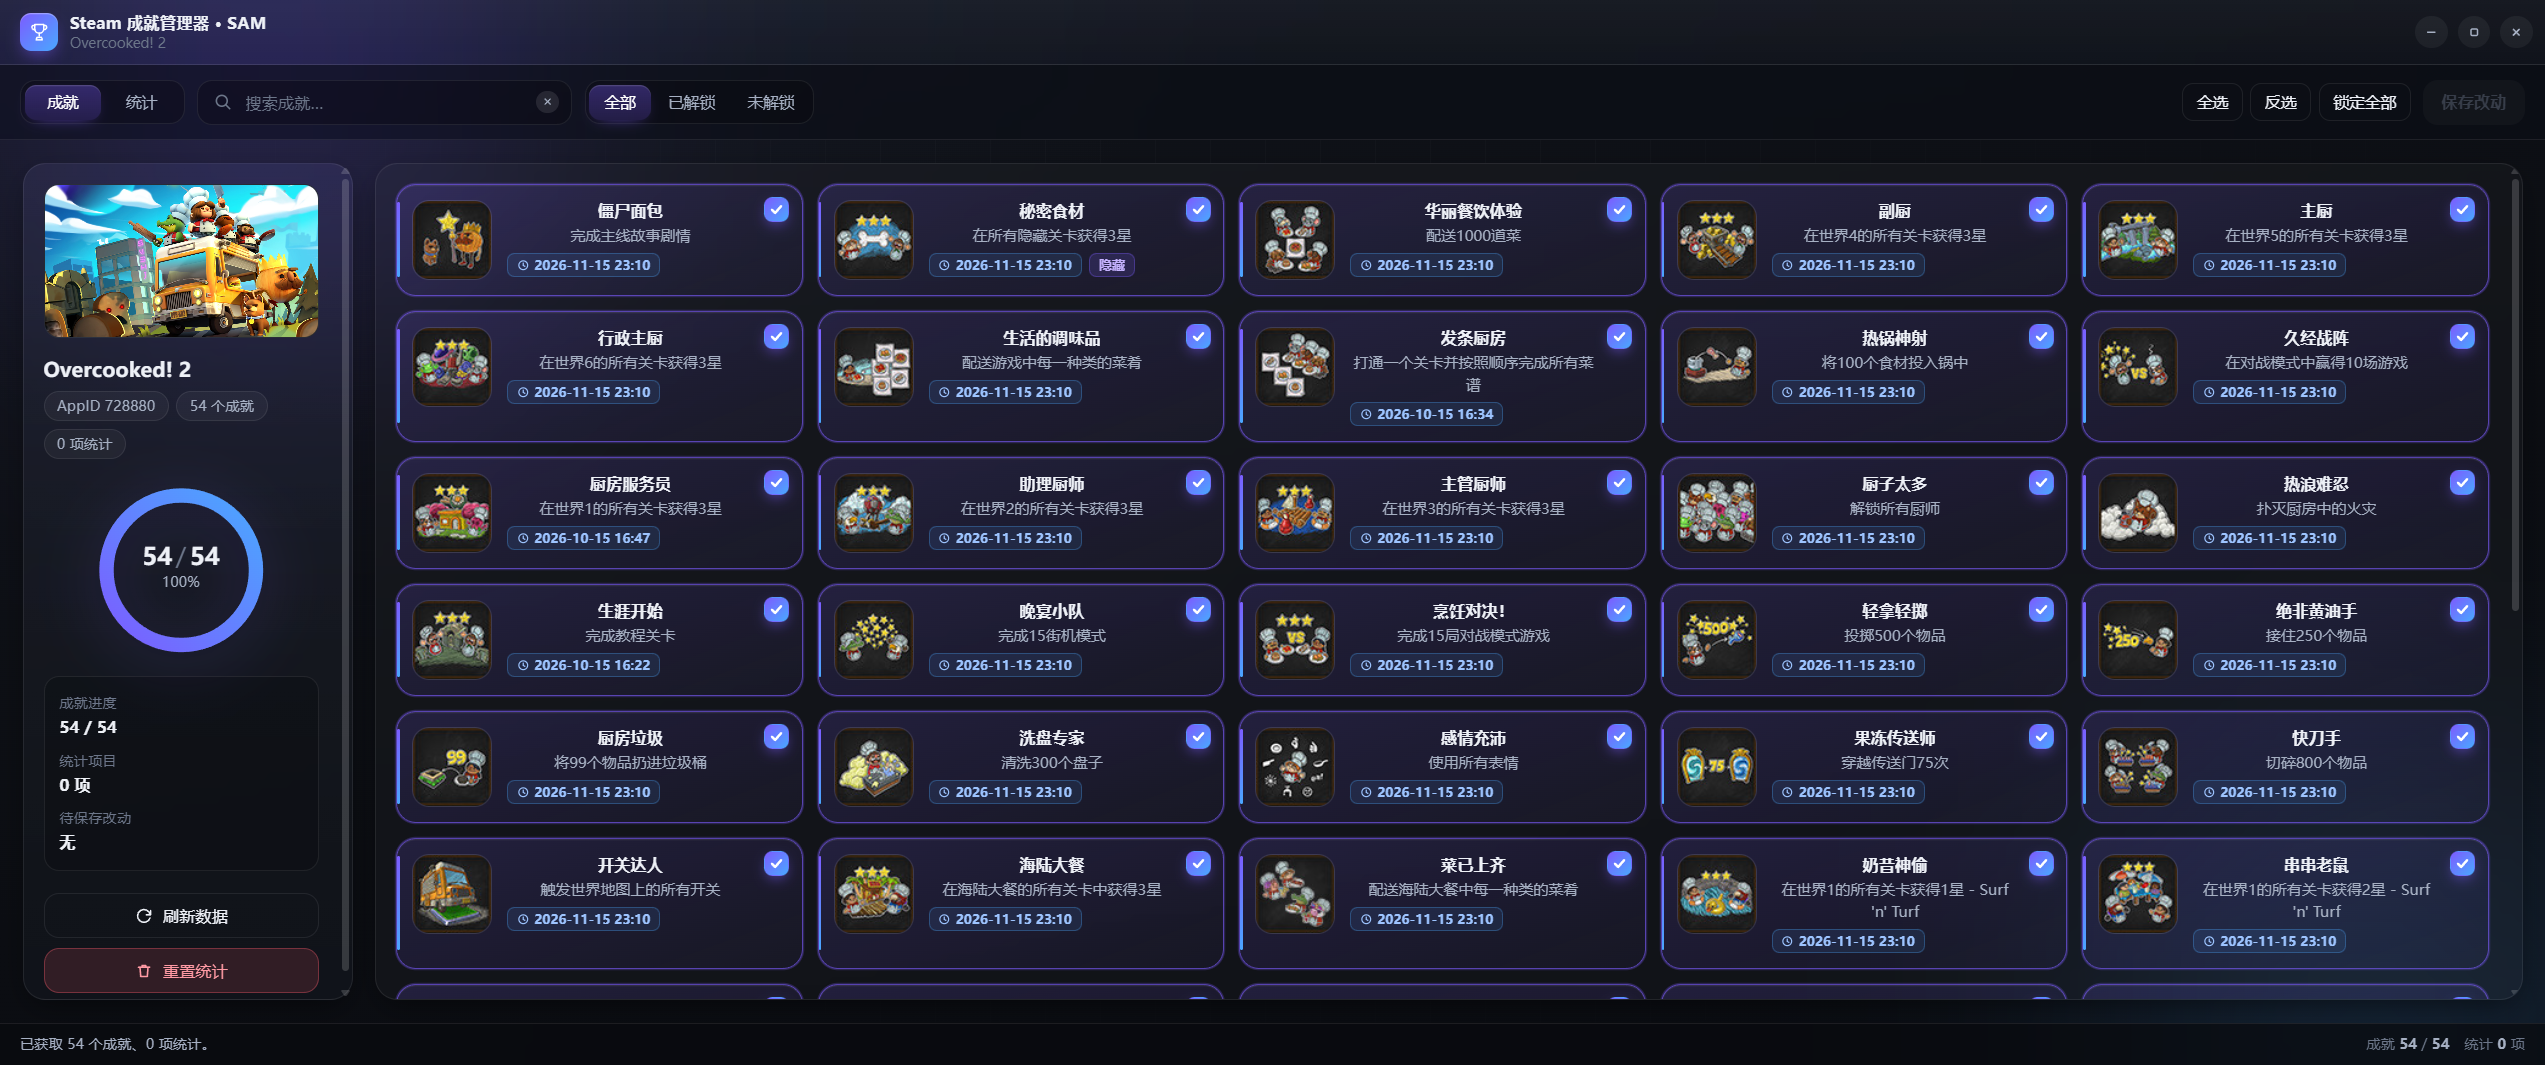 Steam 成就管理器 • SAM
Overcooked! 2
成就
统计
搜索成就...
全部
已解锁
未解锁
全选
反选
锁定全部
保存改动
Overcooked! 2
AppID 728880
54 个成就
0 项统计
54 / 54
100%
成就进度
54 / 54
统计项目
0 项
待保存改动
无
刷新数据
重置统计
僵尸面包
完成主线故事剧情
2026-11-15 23:10
秘密食材
在所有隐藏关卡获得3星
2026-11-15 23:10 隐藏
华丽餐饮体验
配送1000道菜
2026-11-15 23:10
副厨
在世界4的所有关卡获得3星
2026-11-15 23:10
主厨
在世界5的所有关卡获得3星
2026-11-15 23:10
行政主厨
在世界6的所有关卡获得3星
2026-11-15 23:10
生活的调味品
配送游戏中每一种类的菜肴
2026-11-15 23:10
发条厨房
打通一个关卡并按照顺序完成所有菜
谱
2026-10-15 16:34
热锅神射
将100个食材投入锅中
2026-11-15 23:10
VS
久经战阵
在对战模式中赢得10场游戏
2026-11-15 23:10
厨房服务员
在世界1的所有关卡获得3星
2026-10-15 16:47
助理厨师
在世界2的所有关卡获得3星
2026-11-15 23:10
主管厨师
在世界3的所有关卡获得3星
2026-11-15 23:10
厨子太多
解锁所有厨师
2026-11-15 23:10
热浪难忍
扑灭厨房中的火灾
2026-11-15 23:10
生涯开始
完成教程关卡
2026-10-15 16:22
晚宴小队
完成15街机模式
2026-11-15 23:10
VS
烹饪对决!
完成15局对战模式游戏
2026-11-15 23:10
500
轻拿轻掷
投掷500个物品
2026-11-15 23:10
250
绝非黄油手
接住250个物品
2026-11-15 23:10
99
厨房垃圾
将99个物品扔进垃圾桶
2026-11-15 23:10
洗盘专家
清洗300个盘子
2026-11-15 23:10
感情充沛
使用所有表情
2026-11-15 23:10
75
果冻传送师
穿越传送门75次
2026-11-15 23:10
快刀手
切碎800个物品
2026-11-15 23:10
开关达人
触发世界地图上的所有开关
2026-11-15 23:10
海陆大餐
在海陆大餐的所有关卡中获得3星
2026-11-15 23:10
菜已上齐
配送海陆大餐中每一种类的菜肴
2026-11-15 23:10
奶昔神偷
在世界1的所有关卡获得1星 - Surf
'n' Turf
2026-11-15 23:10
串串老鼠
在世界1的所有关卡获得2星 - Surf
'n' Turf
2026-11-15 23:10
已获取 54 个成就、0 项统计。
成就 54 / 54 统计 0 项